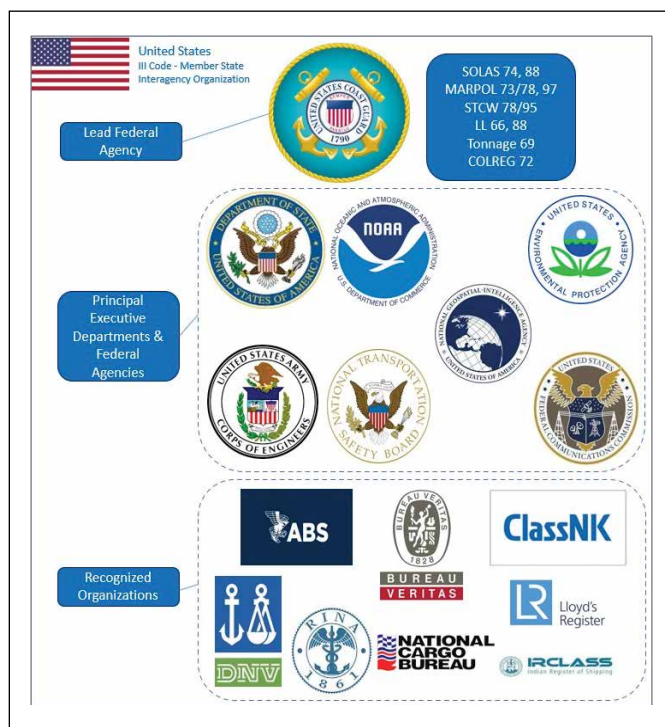 United States
III Code - Member State
Interagency Organization
UNITED STATES COAST GUARD
1790
SOLAS 74, 88
MARPOL 73/78, 97
STCW 78/95
LL 66, 88
Tonnage 69
COLREG 72
Lead Federal
Agency
DEPARTMENT OF STATE
UNITED STATES OF AMERICA
NATIONAL OCEANIC AND ATMOSPHERIC ADMINISTRATION
NOAA
U.S. DEPARTMENT OF COMMERCE
UNITED STATES
ENVIRONMENTAL PROTECTION AGENCY
NATIONAL GEOSPATIAL-INTELLIGENCE AGENCY
UNITED STATES OF AMERICA
Principal
Executive
Departments &
Federal
Agencies
UNITED STATES ARMY
CORPS OF ENGINEERS
NATIONAL TRANSPORTATION
SAFETY BOARD
UNITED STATES
FEDERAL COMMUNICATIONS COMMISSION
ABS
BUREAU VERITAS
1828
BUREAU
VERITAS
ClassNK
Recognized
Organizations
DNV
RINA
1861
NATIONAL
CARGO
BUREAU
LR
Lloyd's
Register
IRCLASS
Indian Register of Shipping